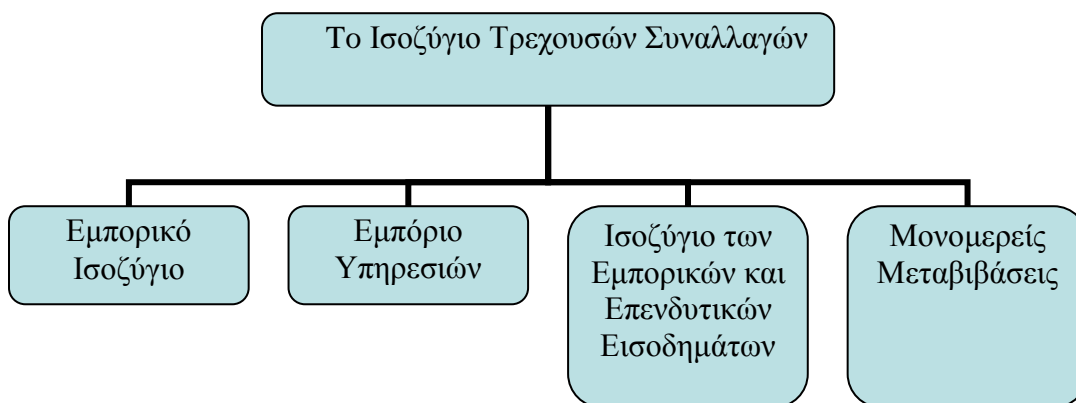 Το Ισοζύγιο Τρεχουσών Συναλλαγών
Εμπορικό
Ισοζύγιο
Εμπόριο
Υπηρεσιών
Ισοζύγιο των
Εμπορικών και
Επενδυτικών
Εισοδημάτων
Μονομερείς
Μεταβιβάσεις